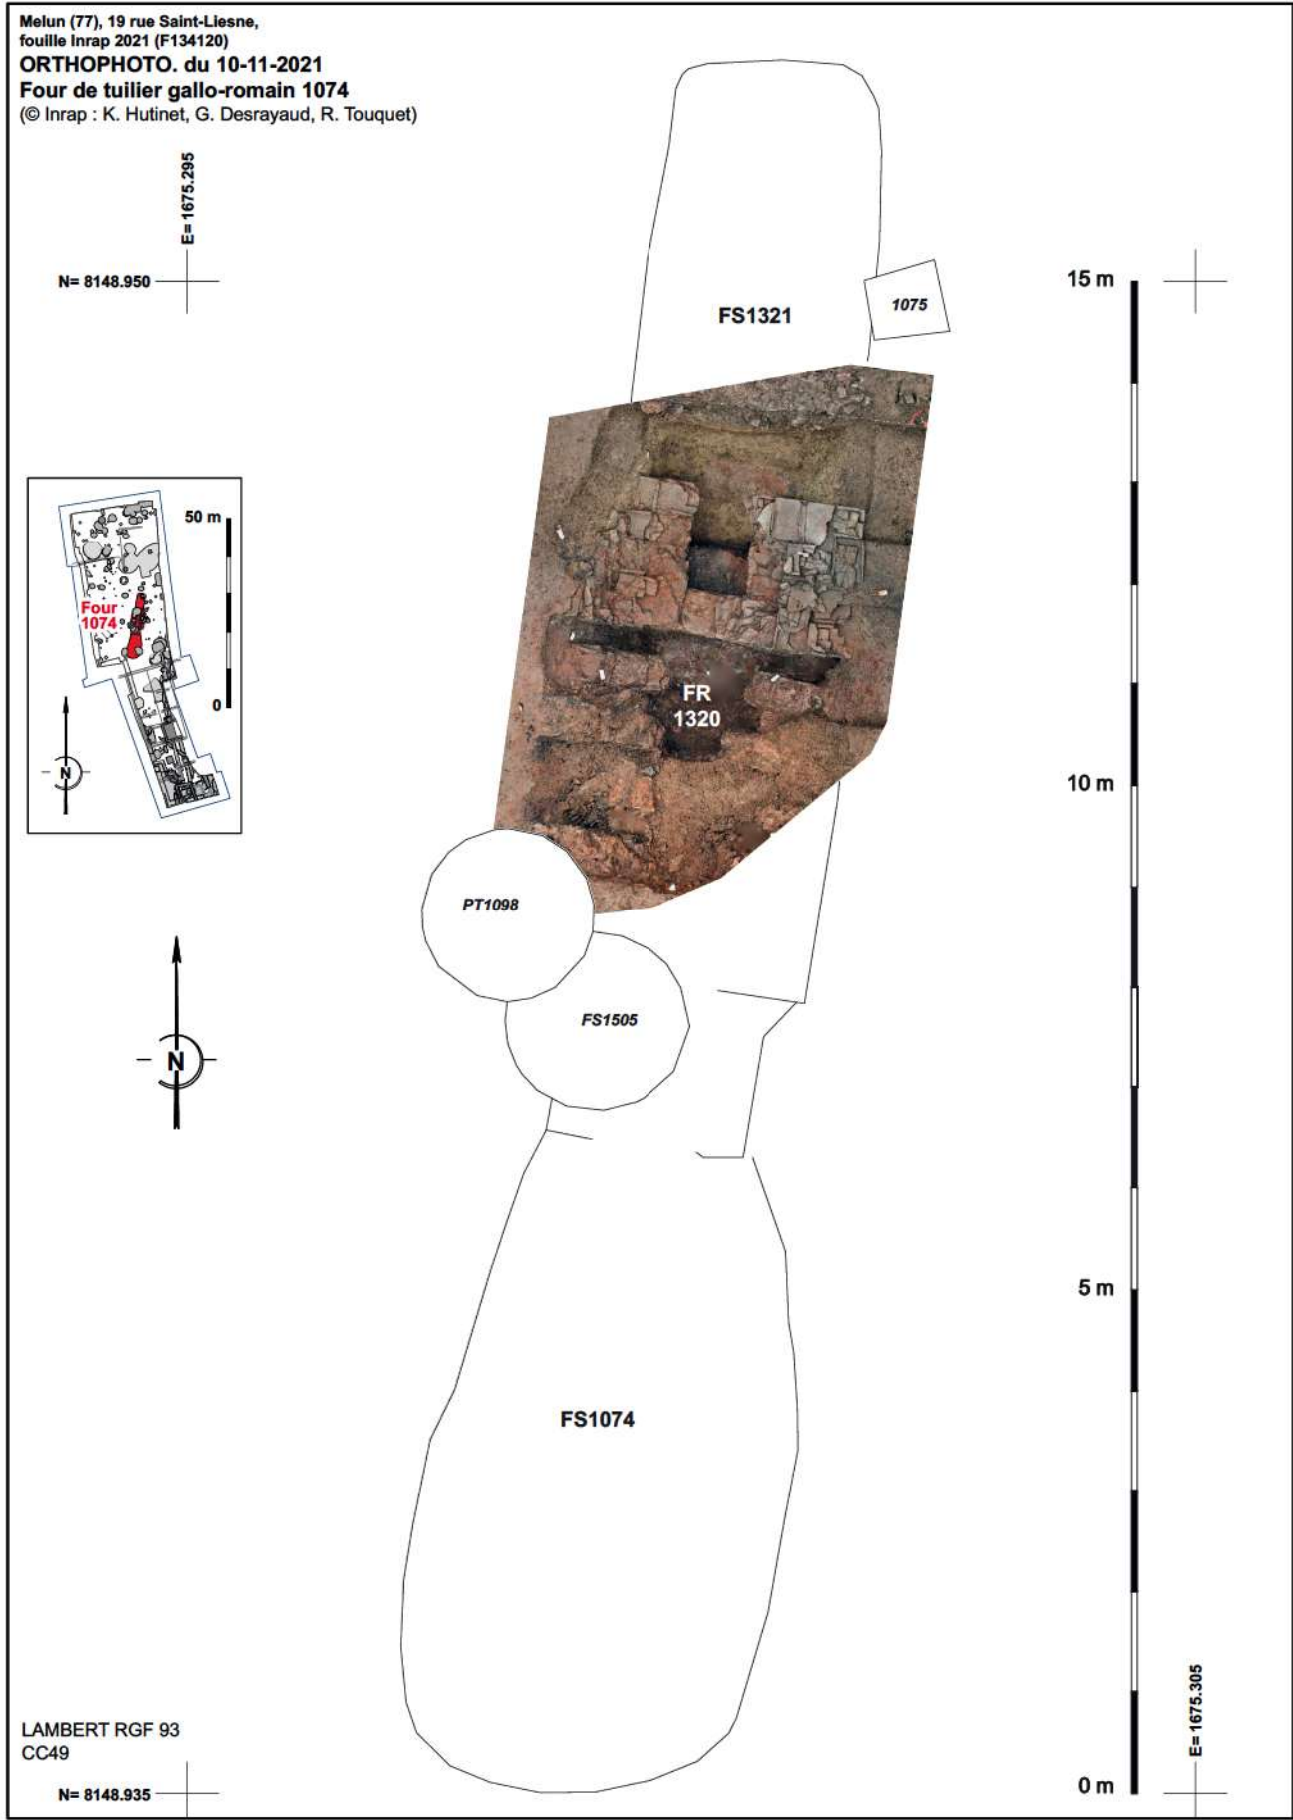 Melun (77), 19 rue Saint-Liesne,
fouille Inrap 2021 (F134120)
ORTHOPHOTO. du 10-11-2021
Four de tuilier gallo-romain 1074
(© Inrap : K. Hutinet, G. Desrayaud, R. Touquet)
E= 1675.295
N= 8148.950
15 m
FS1321
1075
50 m
Four
1074
0
N
FR
1320
10 m
PT1098
FS1505
N
5 m
FS1074
E= 1675.305
LAMBERT RGF 93
CC49
N= 8148.935
0 m